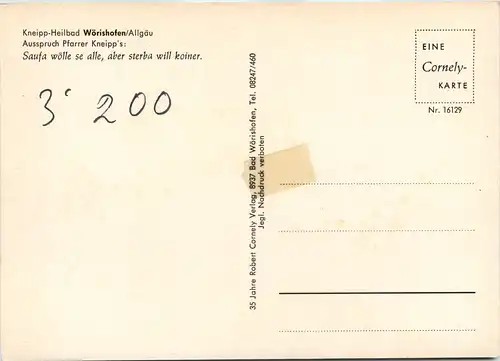 Kneipp-Heilbad Wörishofen/Allgäu
Ausspruch Pfarrer Kneipp's:
Saufa wölle se alle, aber sterba will koiner.
3' 200
35 Jahre Robert Cornely Verlag, 8937 Bad Wörishofen, Tel. 08247/460
Jegl. Nachdruck verboten
EINE
Cornely-
KARTE
Nr. 16129